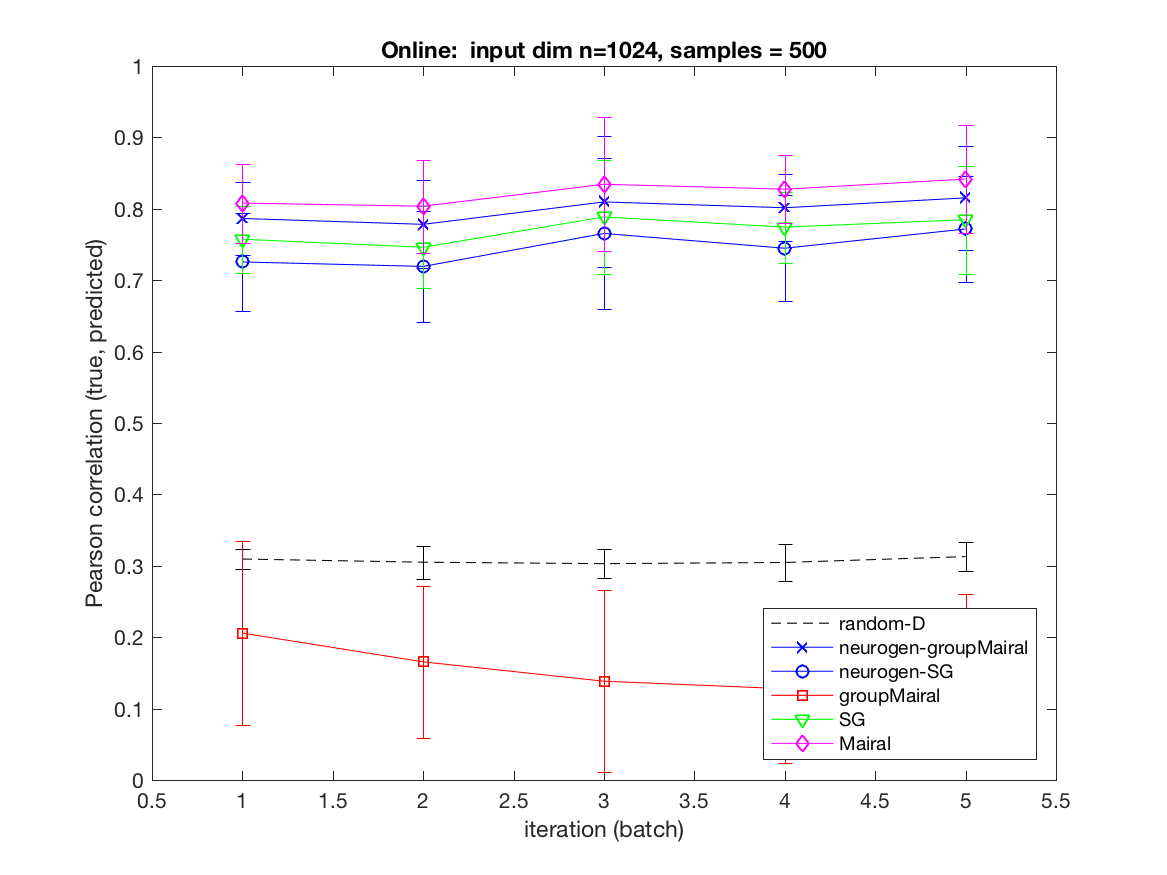 Online:  input dim n=1024, samples = 500
Pearson correlation (true, predicted)
1
0.9
0.8
0.7
0.6
0.5
0.4
0.3
0.2
0.1
0
random-D
neurogen-groupMairal
neurogen-SG
groupMairal
SG
Mairal
0.5 1 1.5 2 2.5 3 3.5 4 4.5 5 5.5
iteration (batch)